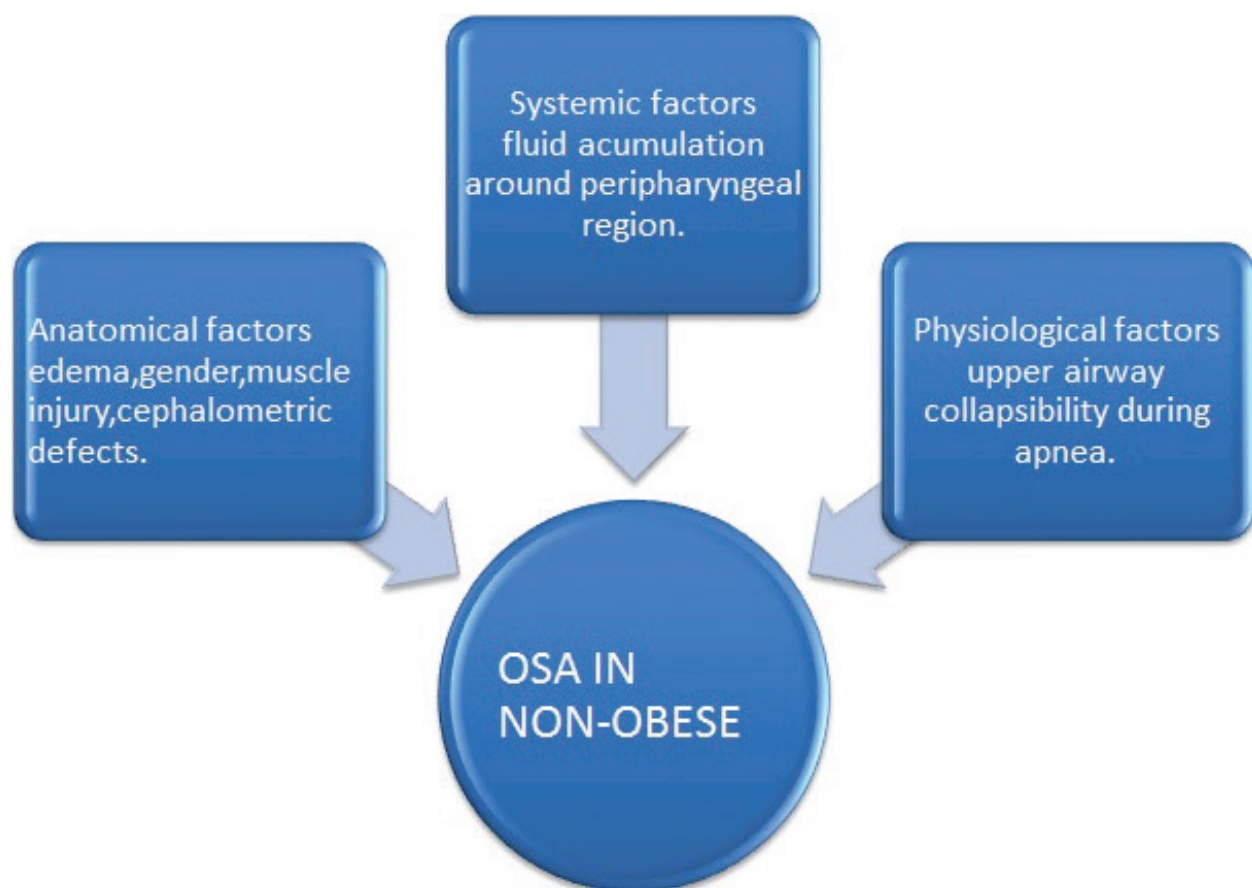 Systemic factors
fluid acumulation
around peripharyngeal
region.
Anatomical factors
edema,gender,muscle
injury,cephalometric
defects.
Physiological factors
upper airway
collapsibility during
apnea.
OSA IN
NON-OBESE